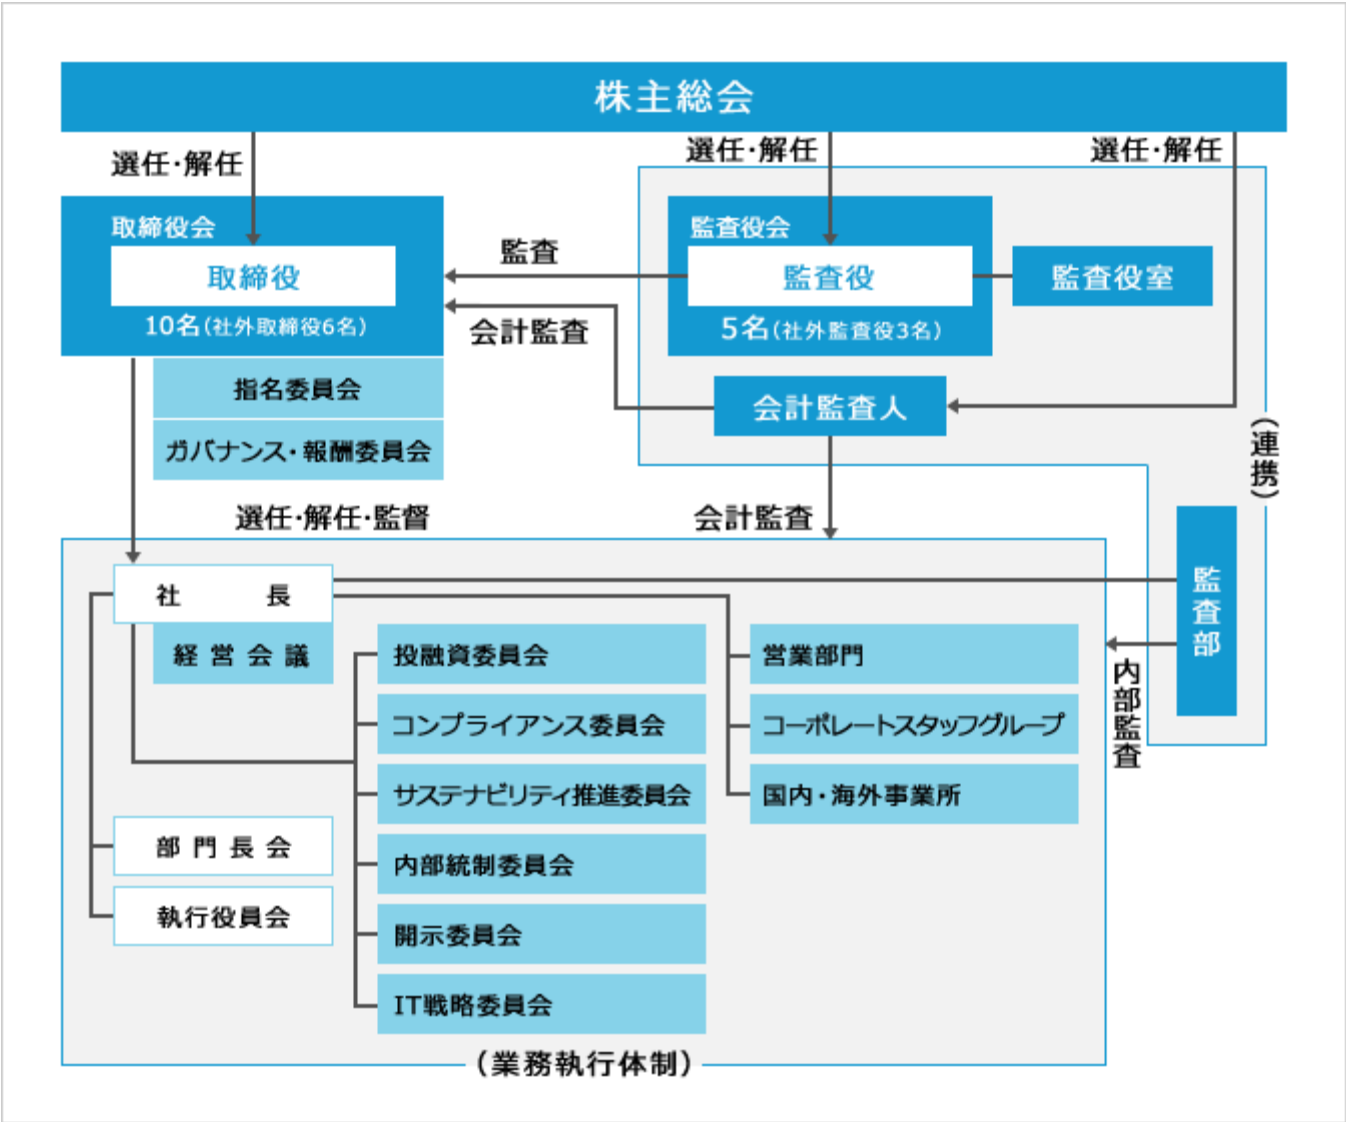 株主総会
選任・解任
選任・解任
選任・解任
取締役会
取締役
10名(社外取締役6名)
監査
会計監査
監査役会
監査役
5名(社外監査役3名)
監査役室
会計監査人
指名委員会
ガバナンス・報酬委員会
(連携)
選任・解任・監督
会計監査
社長
経営会議
部門長会
執行役員会
投融資委員会
コンプライアンス委員会
サステナビリティ推進委員会
内部統制委員会
開示委員会
IT戦略委員会
営業部門
コーポレートスタッフグループ
国内・海外事業所
監査部
内部監査
(業務執行体制)